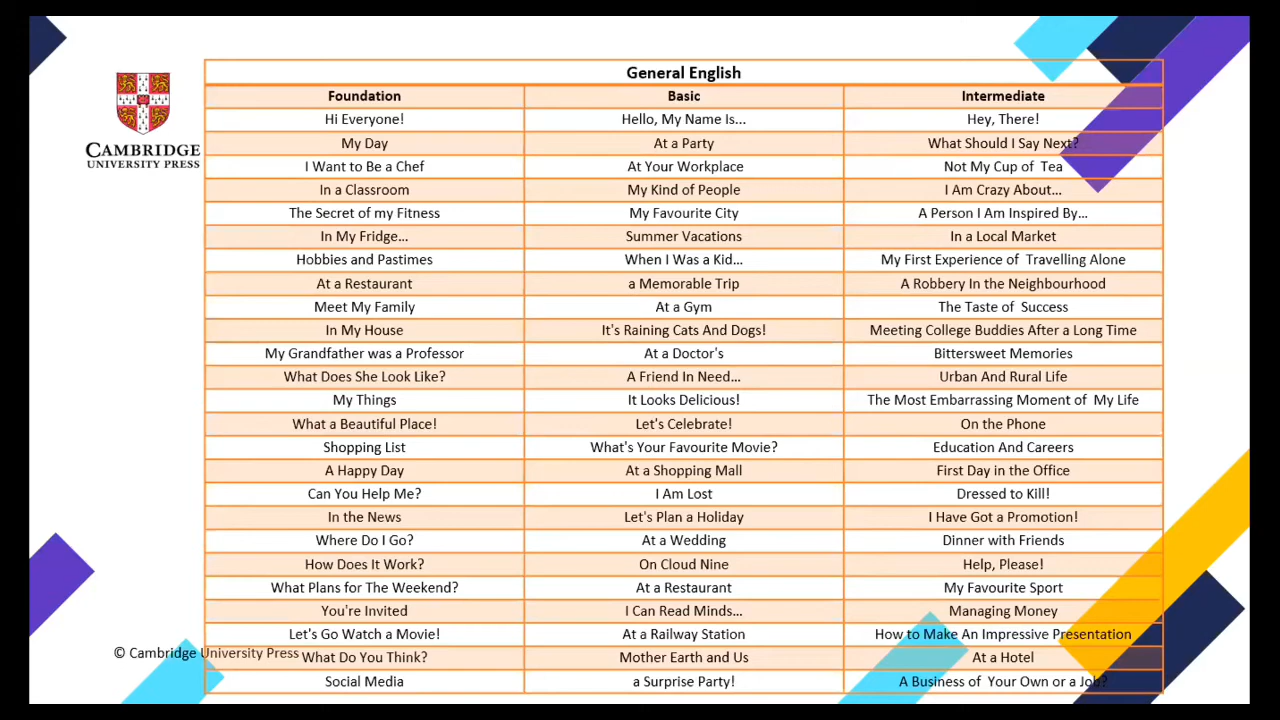 General English
Foundation Basic Intermediate
Hi Everyone! Hello, My Name Is... Hey, There!
My Day At a Party What Should I Say Next?
CAMBRIDGE
UNIVERSITY PRESS
I Want to Be a Chef At Your Workplace Not My Cup of Tea
In a Classroom My Kind of People I Am Crazy About...
The Secret of my Fitness My Favourite City A Person I Am Inspired By...
In My Fridge... Summer Vacations In a Local Market
Hobbies and Pastimes When I Was a Kid... My First Experience of Travelling Alone
At a Restaurant a Memorable Trip A Robbery In the Neighbourhood
Meet My Family At a Gym The Taste of Success
In My House It's Raining Cats And Dogs! Meeting College Buddies After a Long Time
My Grandfather was a Professor At a Doctor's Bittersweet Memories
What Does She Look Like? A Friend In Need... Urban And Rural Life
My Things It Looks Delicious! The Most Embarrassing Moment of My Life
What a Beautiful Place! Let's Celebrate! On the Phone
Shopping List What's Your Favourite Movie? Education And Careers
A Happy Day At a Shopping Mall First Day in the Office
Can You Help Me? I Am Lost Dressed to Kill!
In the News Let's Plan a Holiday I Have Got a Promotion!
Where Do I Go? At a Wedding Dinner with Friends
How Does It Work? On Cloud Nine Help, Please!
What Plans for The Weekend? At a Restaurant My Favourite Sport
You're Invited I Can Read Minds... Managing Money
Let's Go Watch a Movie! At a Railway Station How to Make An Impressive Presentation
© Cambridge University Press
What Do You Think? Mother Earth and Us At a Hotel
Social Media a Surprise Party! A Business of Your Own or a Job?